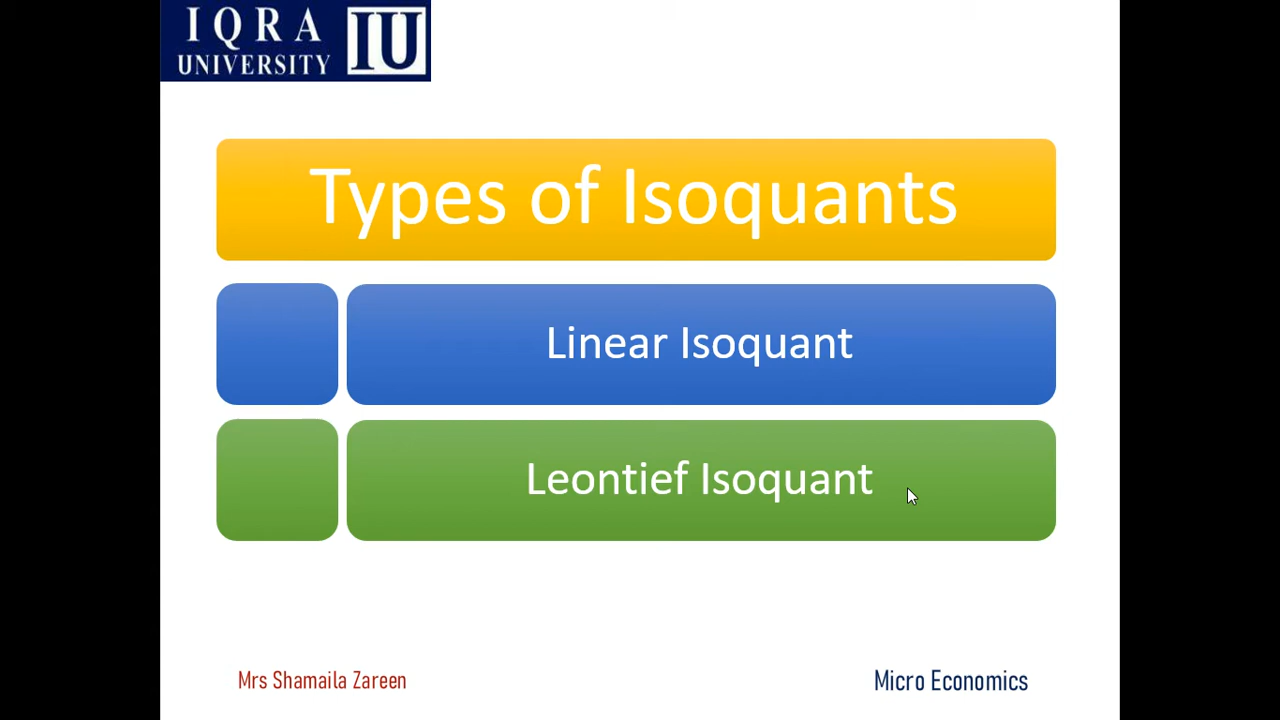 IQRA
UNIVERSITY IU
Types of Isoquants
Linear Isoquant
Leontief Isoquant
Mrs Shamaila Zareen
Micro Economics